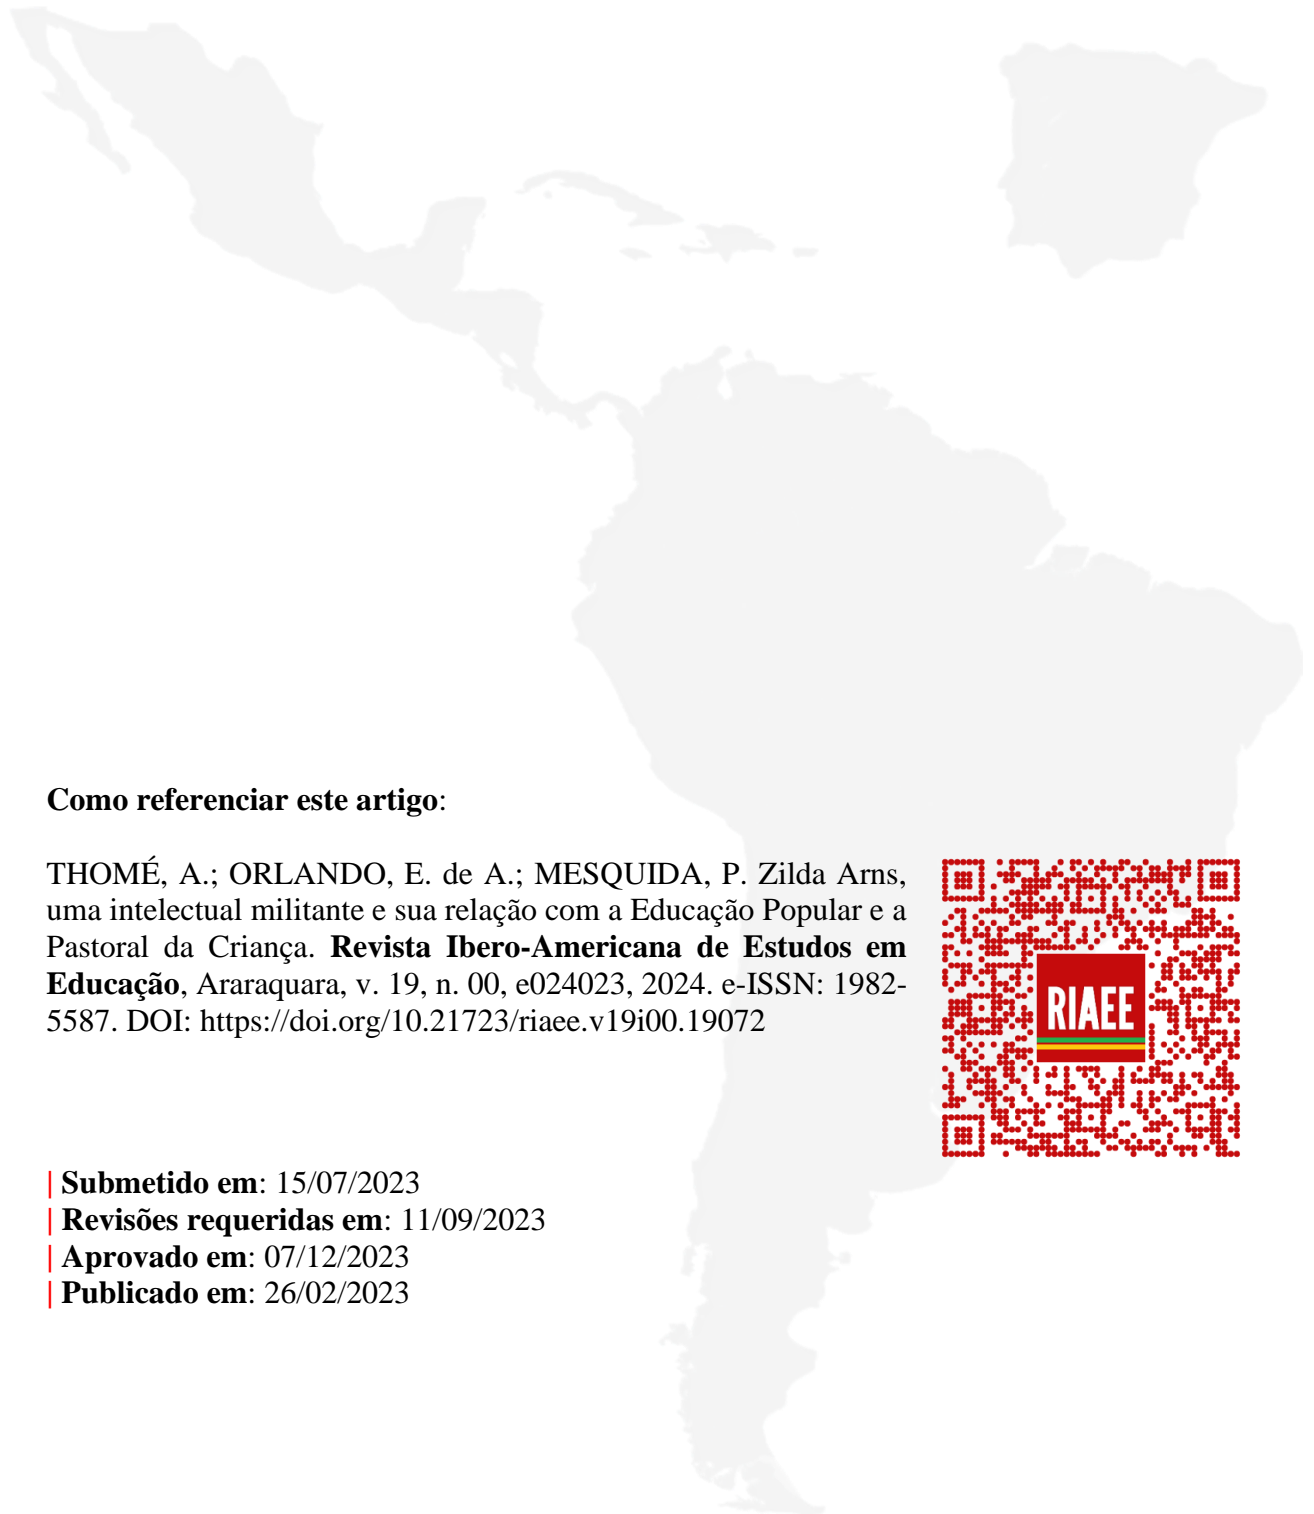 Como referenciar este artigo:
THOMÉ, A.; ORLANDO, E. de A.; MESQUIDA, P. Zilda Arns,
uma intelectual militante e sua relação com a Educação Popular e a
Pastoral da Criança. Revista Ibero-Americana de Estudos em
Educação, Araraquara, v. 19, n. 00, e024023, 2024. e-ISSN: 1982-
5587. DOI: https://doi.org/10.21723/riaee.v19i00.19072
RIAEE
| Submetido em: 15/07/2023
| Revisões requeridas em: 11/09/2023
| Aprovado em: 07/12/2023
| Publicado em: 26/02/2023